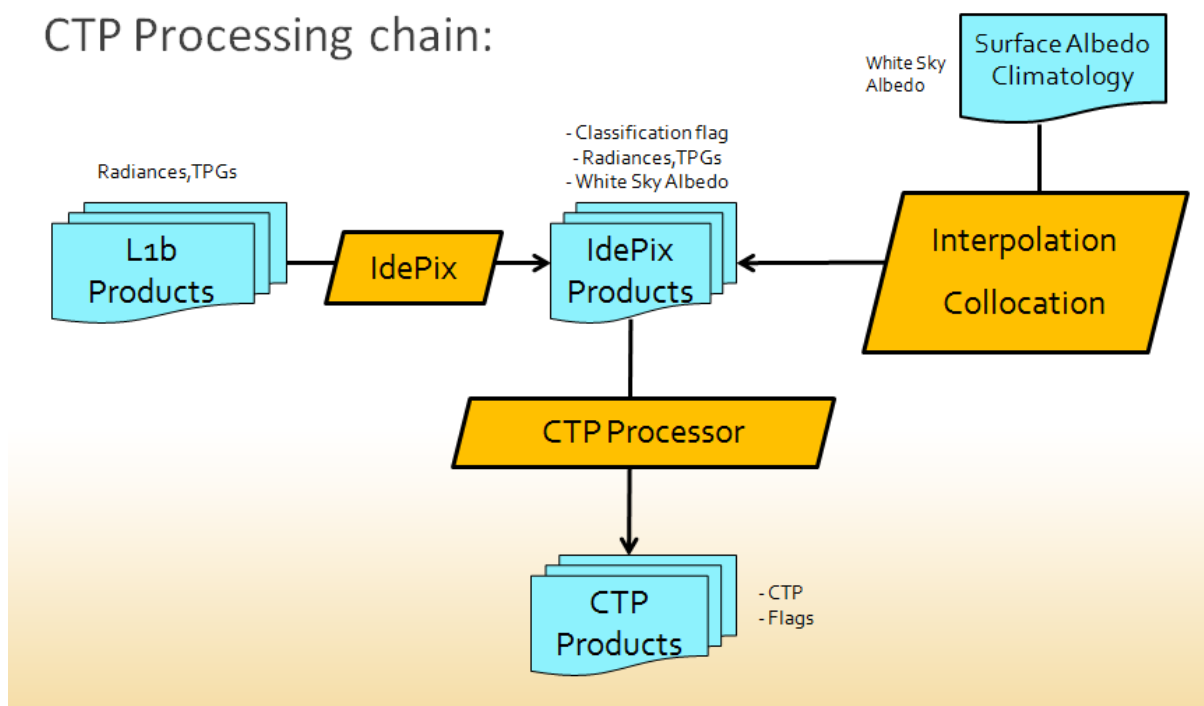 CTP Processing chain:
White Sky
Albedo
Surface Albedo
Climatology
Radiances,TPGs
- Classification flag
- Radiances,TPGs
- White Sky Albedo
L1b
Products
IdePix
IdePix
Products
Interpolation
Collocation
CTP Processor
CTP
Products
- CTP
- Flags